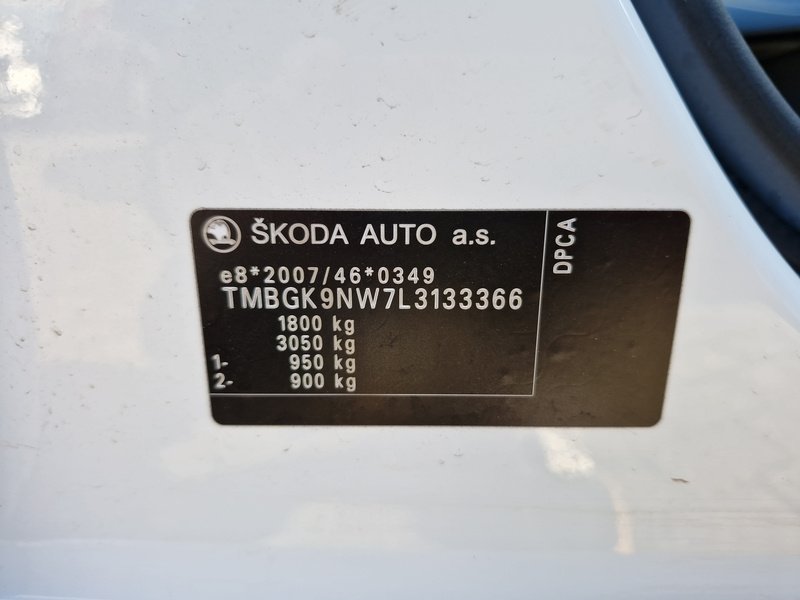 ŠKODA AUTO a.s.
e8*2007/46*0349
TMBGK9NW7L3133366
1800 kg
3050 kg
1- 950 kg
2- 900 kg
DPCA